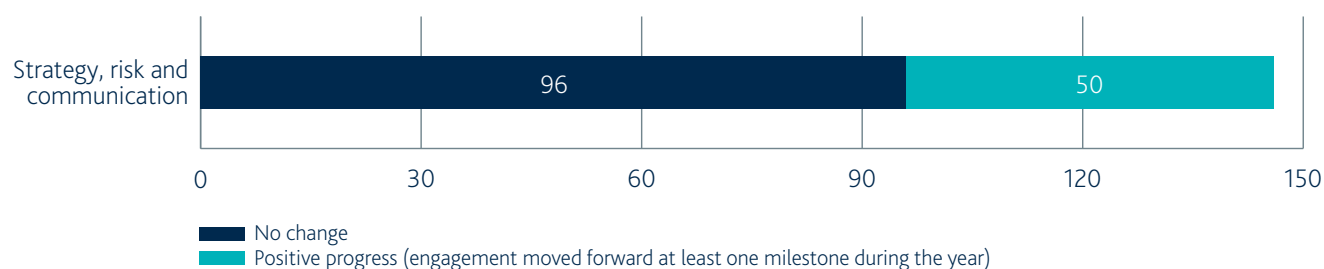 Strategy, risk and
communication
96
50
0
30
60
90
120
150
No change
Positive progress (engagement moved forward at least one milestone during the year)